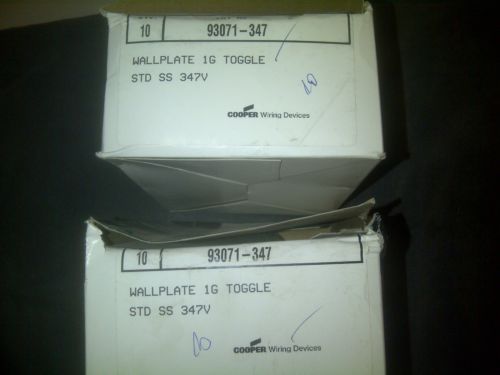 10 93071-347
WALLPLATE 1G TOGGLE
STD SS 347V
10
COOPER Wiring Devices
10 93071-347
WALLPLATE 1G TOGGLE
STD SS 347V
10
COOPER Wiring Devices